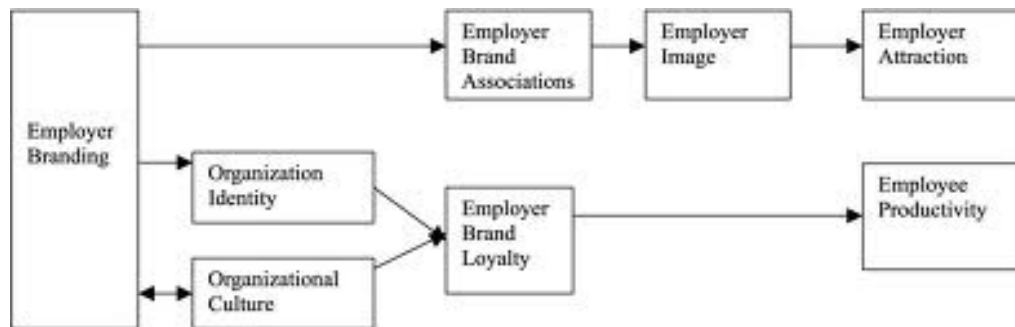 Employer
Branding
Employer
Brand
Associations
Employer
Image
Employer
Attraction
Organization
Identity
Organizational
Culture
Employer
Brand
Loyalty
Employee
Productivity